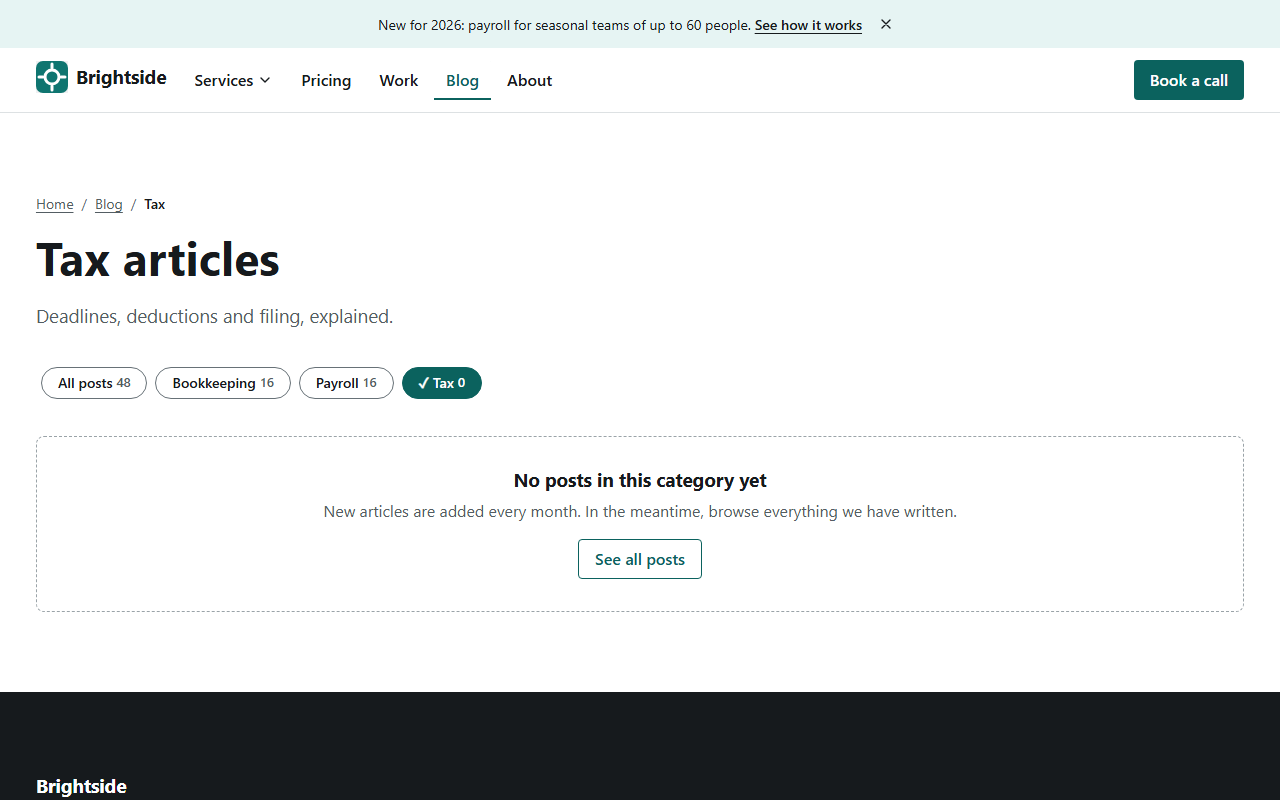 New for 2026: payroll for seasonal teams of up to 60 people. See how it works
Brightside
Services
Pricing
Work
Blog
About
Book a call
Home / Blog / Tax
Tax articles
Deadlines, deductions and filing, explained.
All posts 48
Bookkeeping 16
Payroll 16
✓ Tax 0
No posts in this category yet
New articles are added every month. In the meantime, browse everything we have written.
See all posts
Brightside